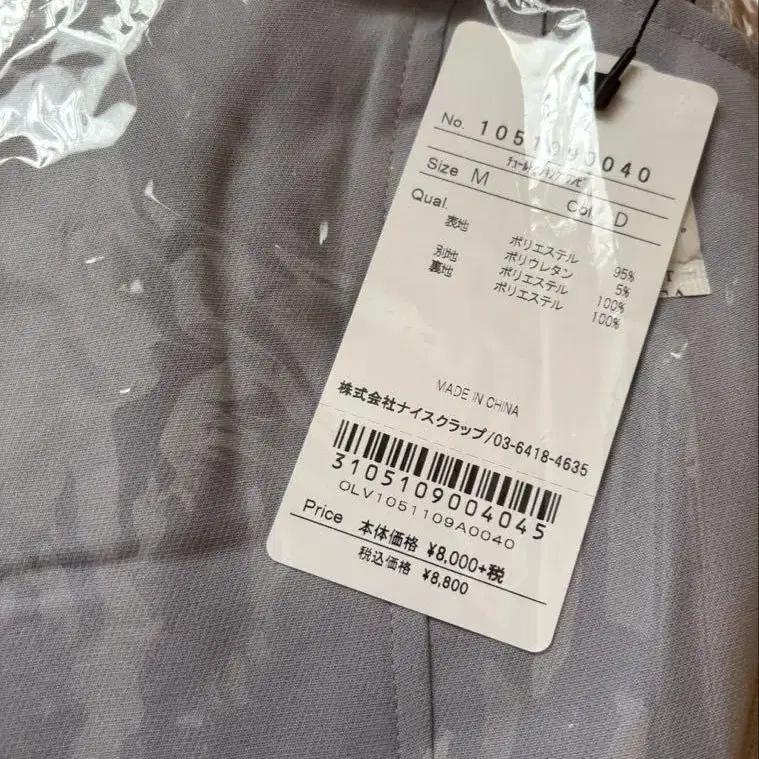 No. 1051090040
Size M Col. D
Qual.
表地 ポリエステル 95%
ポリウレタン 5%
別地 ポリエステル 100%
裏地 ポリエステル 100%
MADE IN CHINA
株式会社ナイスクラップ/03-6418-4635
3105109004045
OLV1051109A0040
Price 本体価格 ¥8,000+税
税込価格 ¥8,800